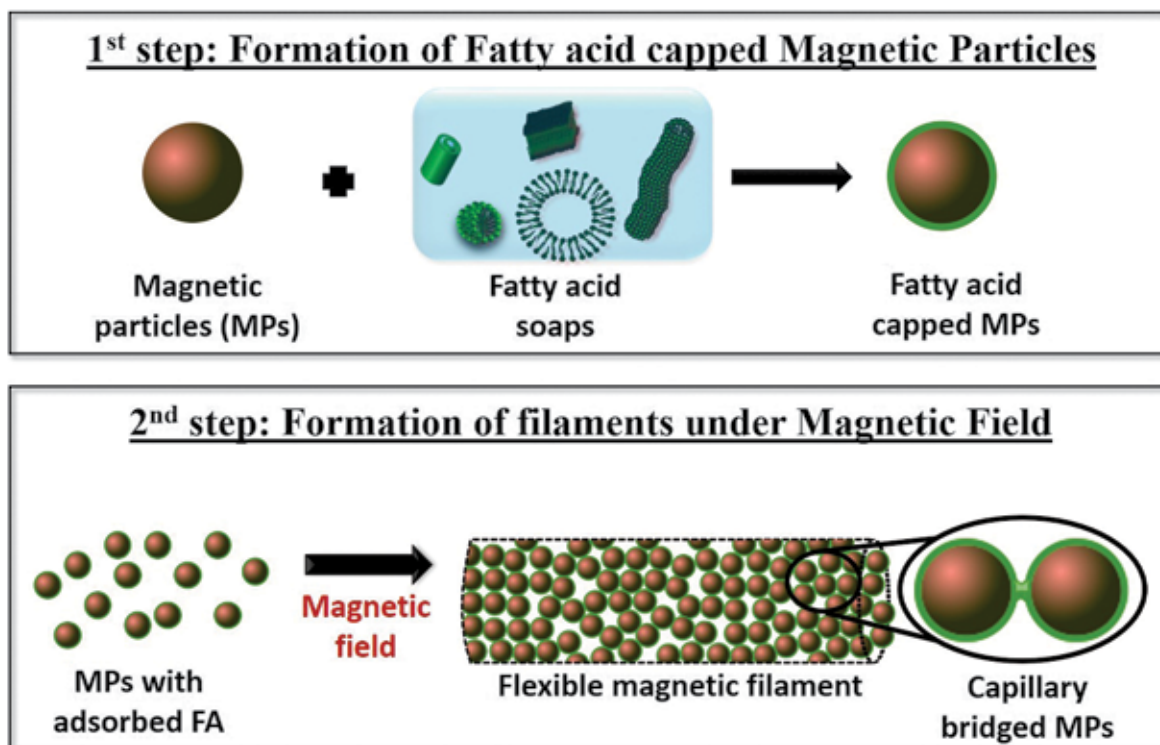 1st step: Formation of Fatty acid capped Magnetic Particles
Magnetic
particles (MPs)
Fatty acid
soaps
Fatty acid
capped MPs
2nd step: Formation of filaments under Magnetic Field
Magnetic
field
MPs with
adsorbed FA
Flexible magnetic filament
Capillary
bridged MPs